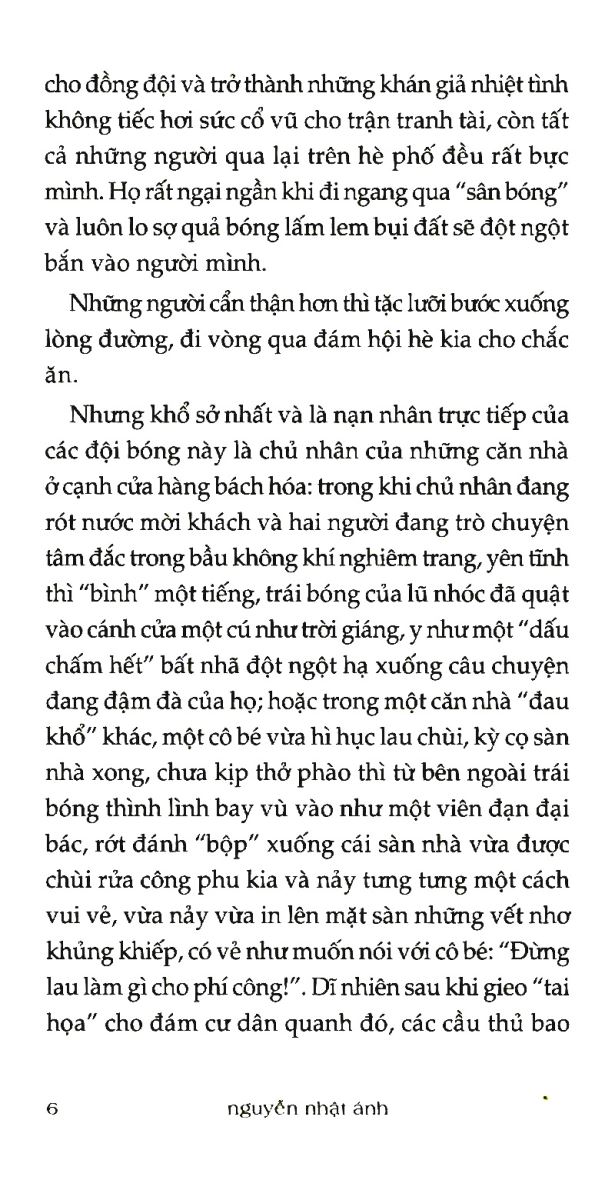 cho đồng đội và trở thành những khán giả nhiệt tình
không tiếc hơi sức cổ vũ cho trận tranh tài, còn tất
cả những người qua lại trên hè phố đều rất bực
mình. Họ rất ngại ngần khi đi ngang qua “sân bóng”
và luôn lo sợ quả bóng lấm lem bụi đất sẽ đột ngột
bắn vào người mình.
Những người cẩn thận hơn thì tặc lưỡi bước xuống
lòng đường, đi vòng qua đám hội hè kia cho chắc
ăn.
Nhưng khổ sở nhất và là nạn nhân trực tiếp của
các đội bóng này là chủ nhân của những căn nhà
ở cạnh cửa hàng bách hóa: trong khi chủ nhân đang
rót nước mời khách và hai người đang trò chuyện
tâm đắc trong bầu không khí nghiêm trang, yên tĩnh
thì “bình” một tiếng, trái bóng của lũ nhóc đã quật
vào cánh cửa một cú như trời giáng, y như một “dấu
chấm hết” bất nhã đột ngột hạ xuống câu chuyện
đang đậm đà của họ; hoặc trong một căn nhà “đau
khổ” khác, một cô bé vừa hì hục lau chùi, kỳ cọ sàn
nhà xong, chưa kịp thở phào thì từ bên ngoài trái
bóng thình lình bay vù vào như một viên đạn đại
bác, rớt đánh “bộp” xuống cái sàn nhà vừa được
chùi rửa công phu kia và nảy tưng tưng một cách
vui vẻ, vừa nảy vừa in lên mặt sàn những vết nhơ
khủng khiếp, có vẻ như muốn nói với cô bé: “Đừng
lau làm gì cho phí công!”. Dĩ nhiên sau khi gieo “tai
họa” cho đám cư dân quanh đó, các cầu thủ bao
6 nguyễn nhật ánh